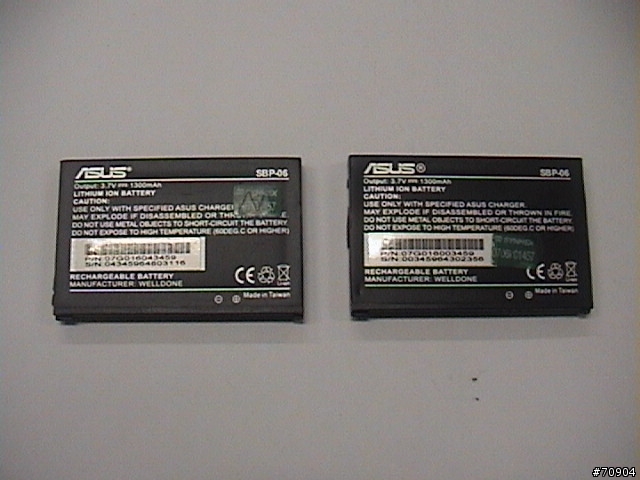 ASUS
SBP-06
Output: 3.7V 1300mAh
LITHIUM ION BATTERY
CAUTION:
USE ONLY WITH SPECIFIED ASUS CHARGER
MAY EXPLODE IF DISASSEMBLED OR THROWN
DO NOT USE METAL OBJECTS TO SHORT-CIRCUIT
DO NOT EXPOSE TO HIGH TEMPERATURE (60DEG.C OR HIGHER)
P/N: 07G016043459
S/N: 04345964803116
RECHARGEABLE BATTERY
MANUFACTURER: WELLDONE
CE
Made in Taiwan
ASUS®
SBP-06
Output: 3.7V 1300mAh
LITHIUM ION BATTERY
CAUTION:
USE ONLY WITH SPECIFIED ASUS CHARGER.
MAY EXPLODE IF DISASSEMBLED OR THROWN IN FIRE.
DO NOT USE METAL OBJECTS TO SHORT-CIRCUIT THE BATTERY
DO NOT EXPOSE TO HIGH TEMPERATURE (60DEG.C OR HIGHER)
P/N: 07G016003459
S/N: 00345964302356
RECHARGEABLE BATTERY
MANUFACTURER: WELLDONE
CE
Made in Taiwan
#70904